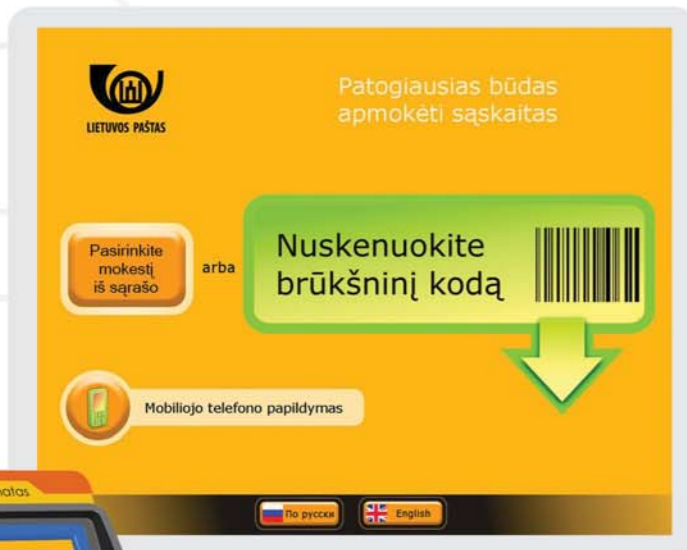 LIETUVOS PAŠTAS
Patogiausias būdas
apmokėti sąskaitas
Pasirinkite
mokestį
iš sąrašo
arba
Nuskenuokite
brūkšninį kodą
Mobiliojo telefono papildymas
По русски
English